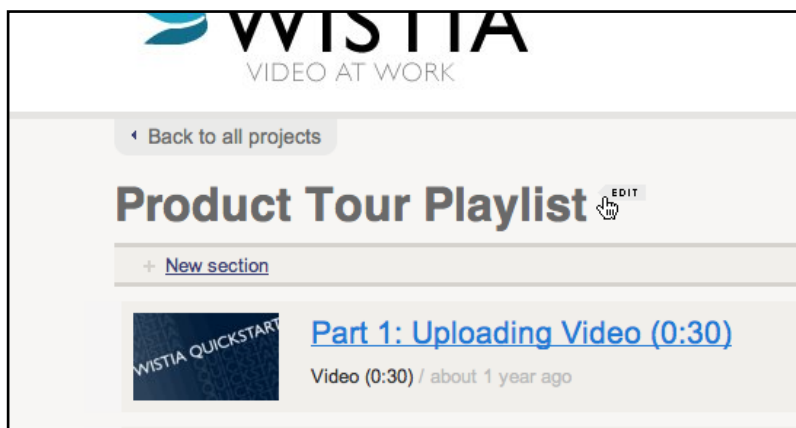 WISTIA
VIDEO AT WORK
Back to all projects
Product Tour Playlist EDIT
+ New section
WISTIA QUICKSTART
Part 1: Uploading Video (0:30)
Video (0:30) / about 1 year ago